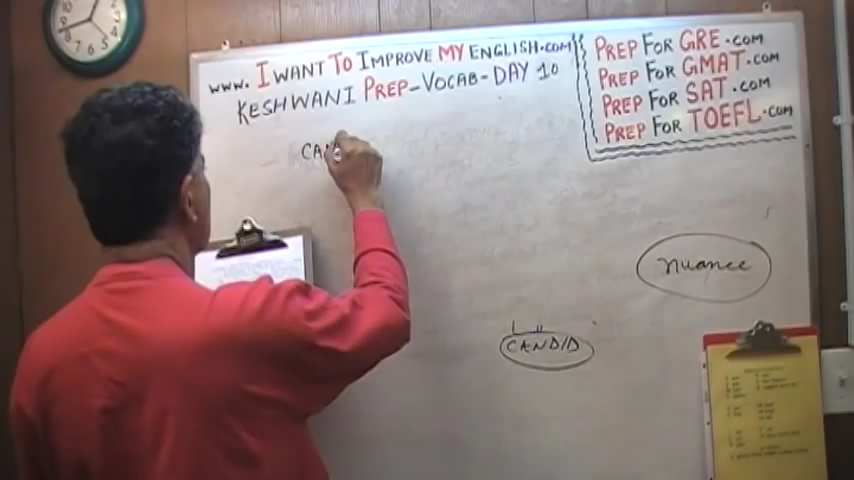 www. I WANT TO IMPROVE MY ENGLISH.COM
KESHWANI PREP-VOCAB-DAY 10
PREP FOR GRE.COM
PREP FOR GMAT.COM
PREP FOR SAT.COM
PREP FOR TOEFL.COM
nuance
CANDID